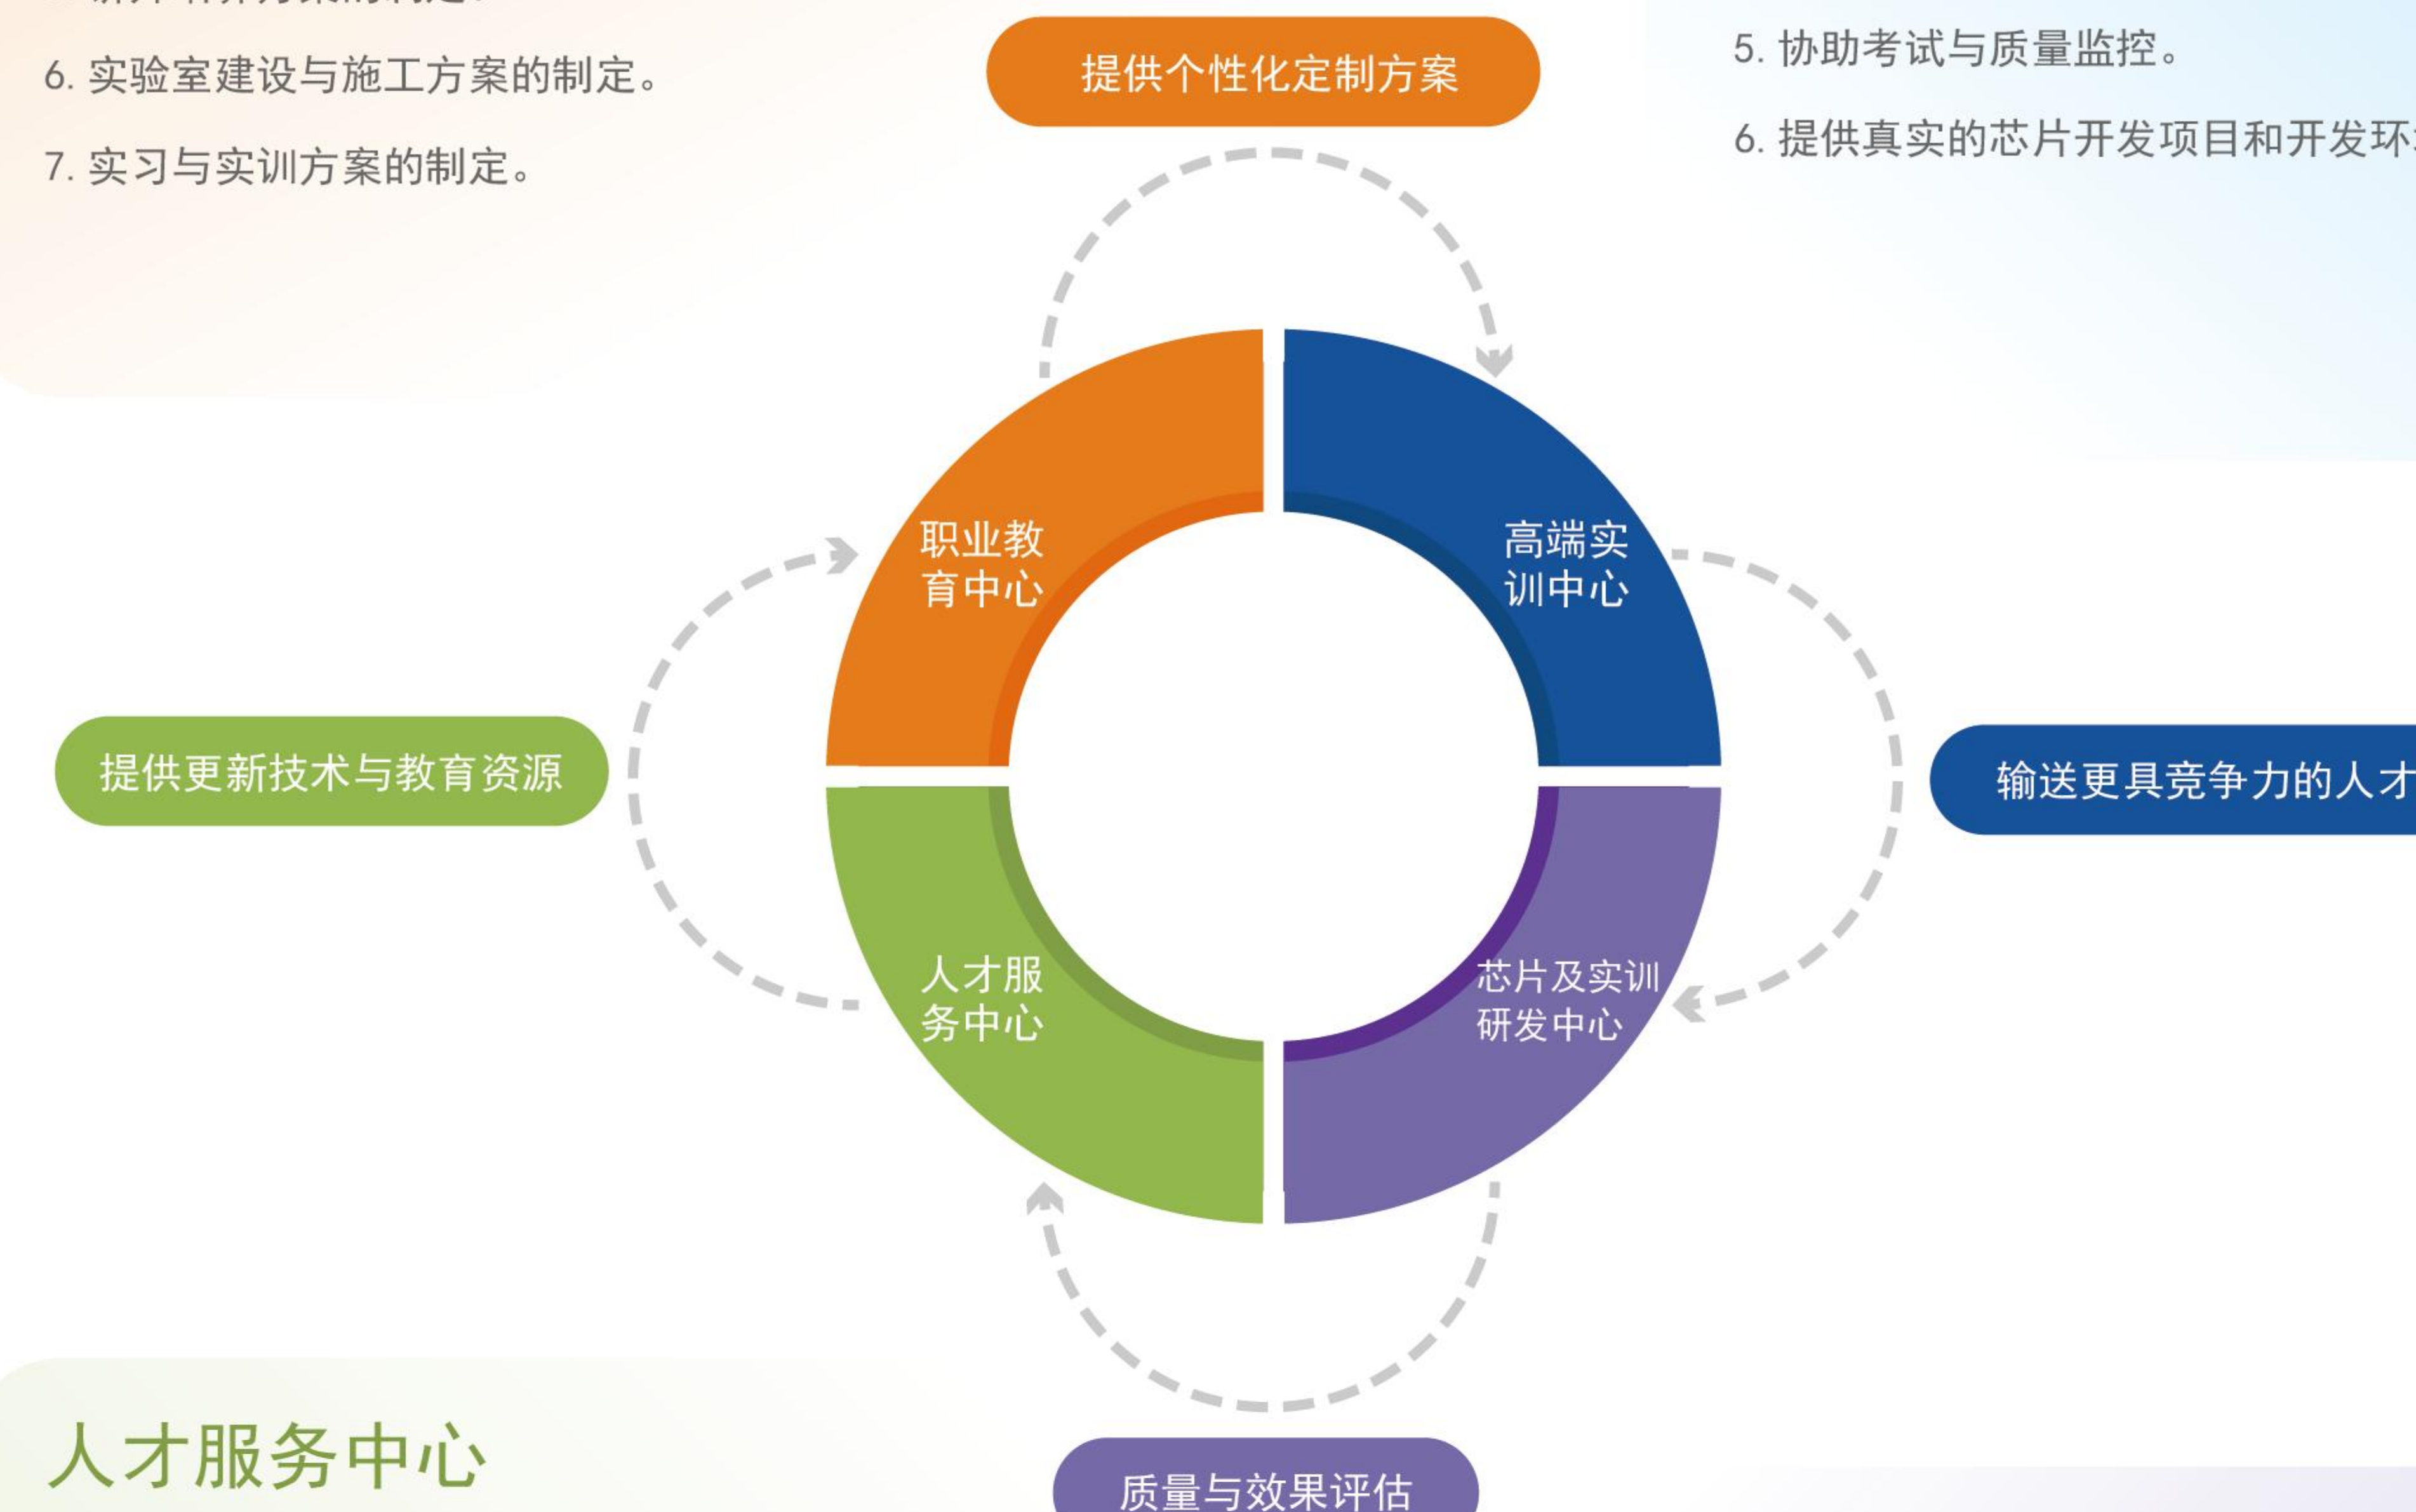 6. 实验室建设与施工方案的制定。
7. 实习与实训方案的制定。
提供个性化定制方案
5. 协助考试与质量监控。
6. 提供真实的芯片开发项目和开发环
职业教
育中心
高端实
训中心
提供更新技术与教育资源
输送更具竞争力的人才
人才服
务中心
芯片及实训
研发中心
人才服务中心
质量与效果评估